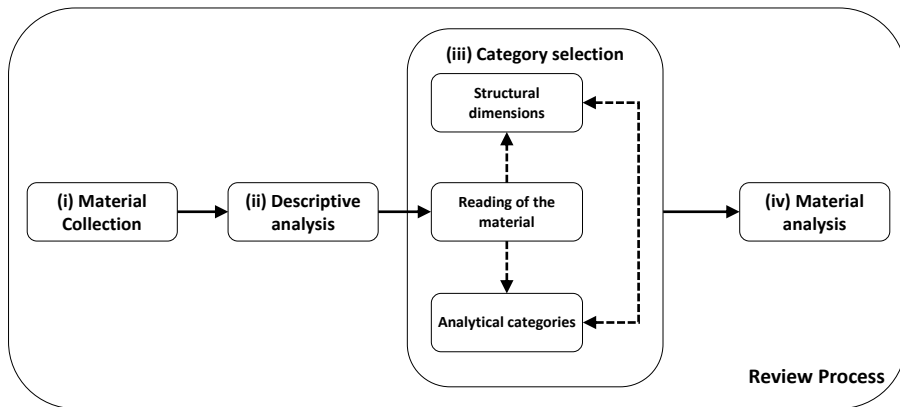 (iii) Category selection
Structural
dimensions
(i) Material
Collection
(ii) Descriptive
analysis
Reading of the
material
(iv) Material
analysis
Analytical categories
Review Process